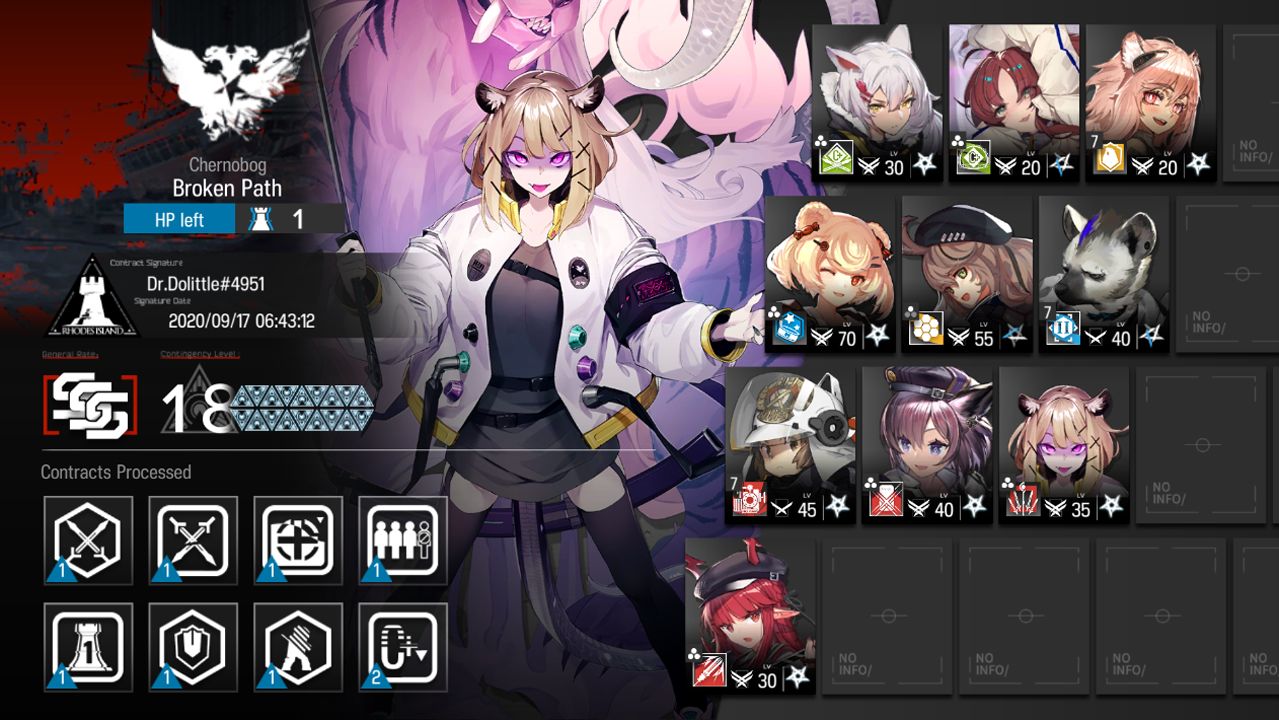 Chernobog
Broken Path
HP left 1
Contract Signature
Dr.Dolittle#4951
Signature Date
2020/09/17 06:43:12
RHODES ISLAND
General Rate
Contingency Level
18
Contracts Processed
1
1
1
1
1
1
1
1
2
LV
30
LV
20
7
LV
20
NO
INFO/
LV
70
LV
55
7
LV
40
NO
INFO/
7
LV
45
LV
40
LV
35
NO
INFO/
LV
30
NO
INFO/
NO
INFO/
NO
INFO/
NO
INFO/